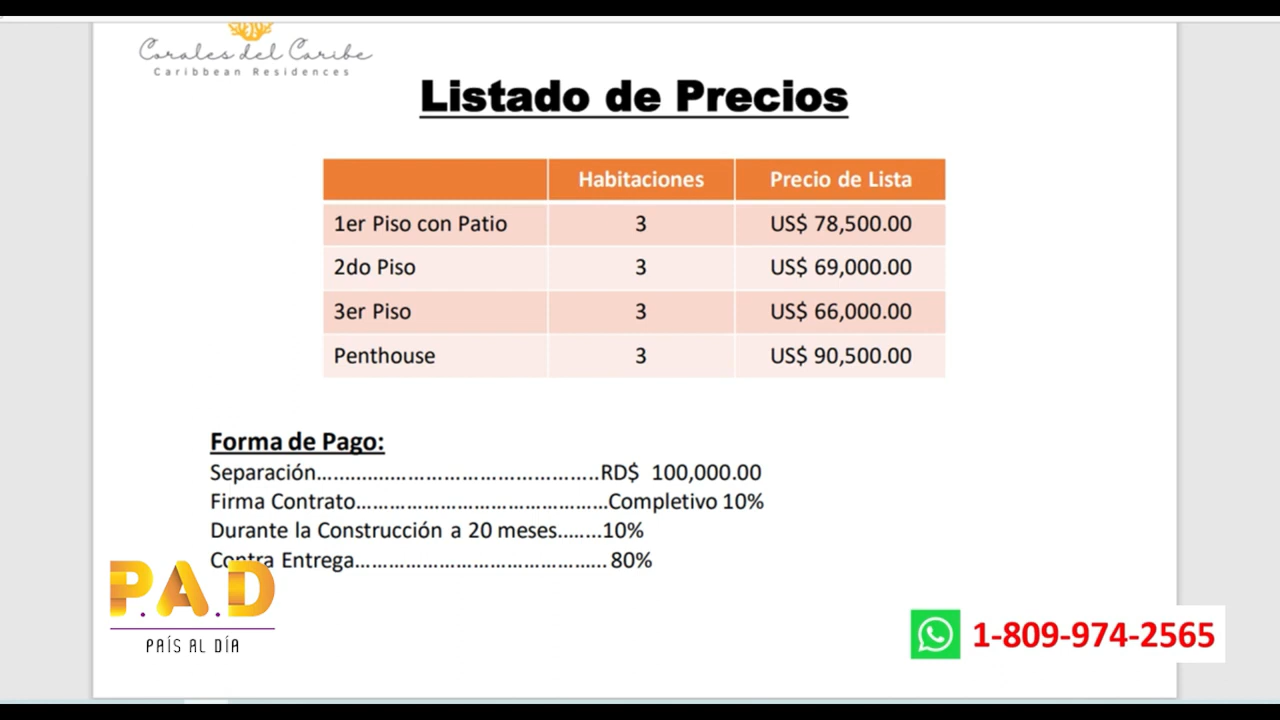 Corales del Caribe
Caribbean Residences
Listado de Precios
Habitaciones Precio de Lista
1er Piso con Patio 3 US$ 78,500.00
2do Piso 3 US$ 69,000.00
3er Piso 3 US$ 66,000.00
Penthouse 3 US$ 90,500.00
Forma de Pago:
Separación.............................................RD$ 100,000.00
Firma Contrato.............................................Completivo 10%
Durante la Construcción a 20 meses........10%
Contra Entrega............................................. 80%
P.A.D
PAÍS AL DÍA
1-809-974-2565